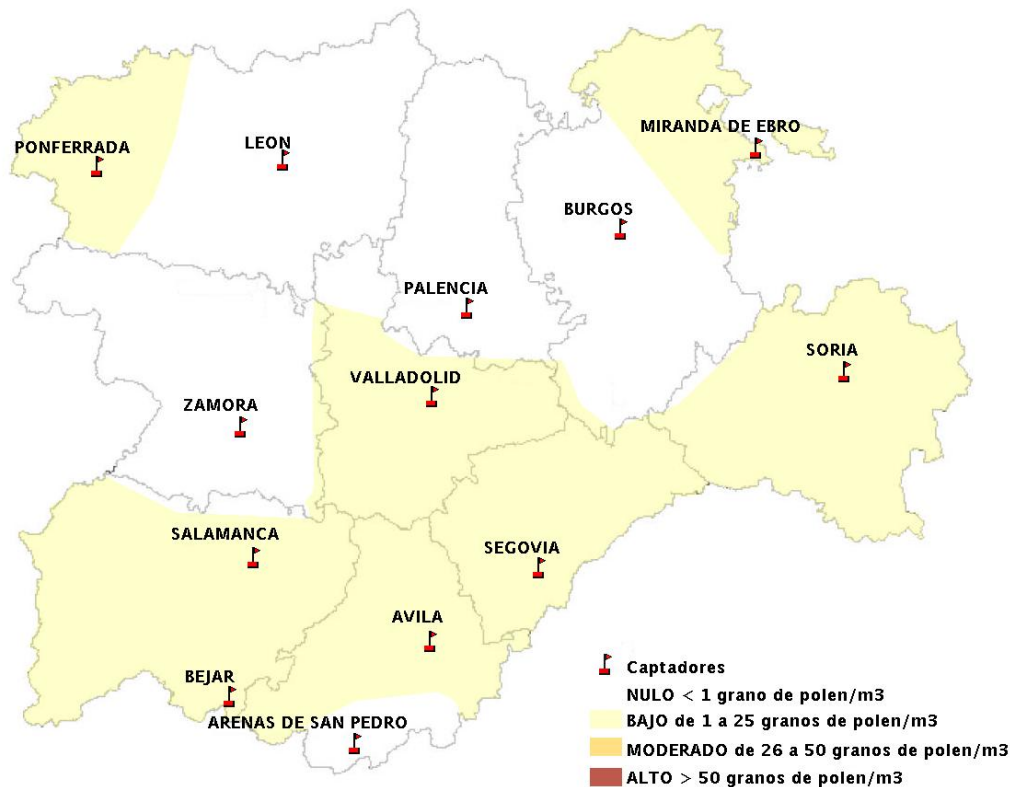 MIRANDA DE EBRO
PONFERRADA
LEON
BURGOS
PALENCIA
SORIA
VALLADOLID
ZAMORA
SALAMANCA
SEGOVIA
AVILA
BEJAR
ARENAS DE SAN PEDRO
Captadores
NULO < 1 grano de polen/m3
BAJO de 1 a 25 granos de polen/m3
MODERADO de 26 a 50 granos de polen/m3
ALTO > 50 granos de polen/m3